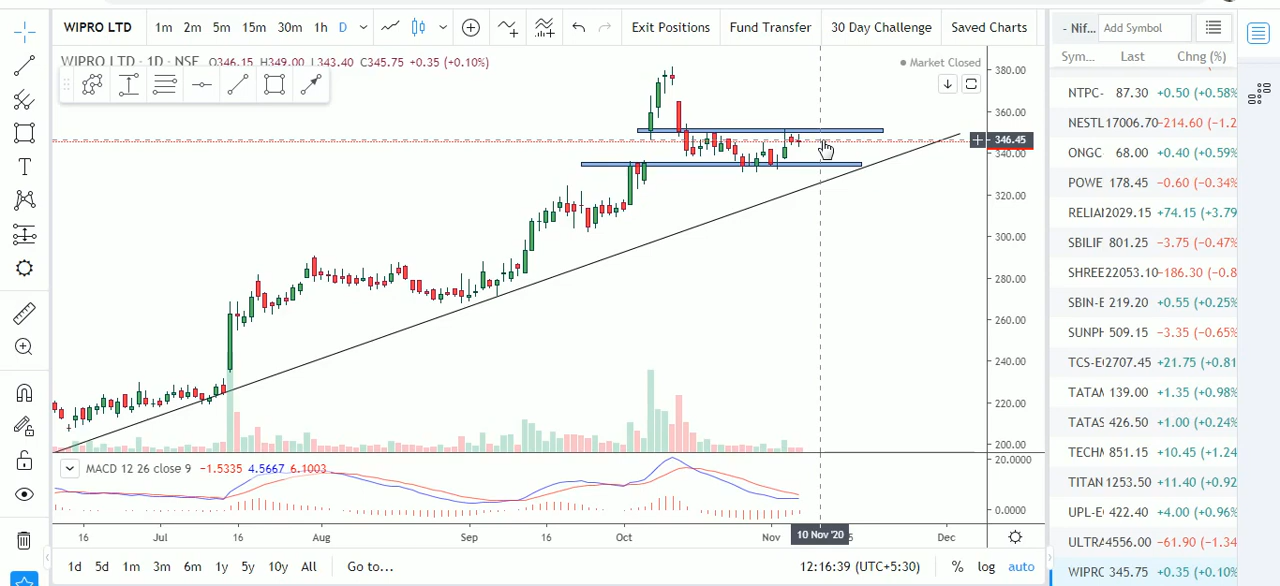 WIPRO LTD 1m 2m 5m 15m 30m 1h D Exit Positions Fund Transfer 30 Day Challenge Saved Charts
WIPRO LTD · 1D · NSE O346.15 H349.00 L343.40 C345.75 +0.35 (+0.10%)
Market Closed
380.00
360.00
346.45
340.00
320.00
300.00
280.00
260.00
240.00
220.00
200.00
MACD 12 26 close 9 −1.5335 4.5667 6.1003
20.0000
0.0000
16 Jul 16 Aug Sep 16 Oct Nov 10 Nov '20 Dec
1d 5d 1m 3m 6m 1y 5y 10y All Go to... 12:16:39 (UTC+5:30) % log auto
- Nif... Add Symbol
Sym... Last Chng (%)
NTPC- 87.30 +0.50 (+0.58%
NESTL 17006.70 -214.60 (-1.2
ONGC- 68.00 +0.40 (+0.59%
POWE 178.45 -0.60 (-0.34%
RELIAI 2029.15 +74.15 (+3.79
SBILIF 801.25 -3.75 (-0.47%
SHREE 22053.10 -186.30 (-0.8
SBIN-E 219.20 +0.55 (+0.25%
SUNPH 509.15 -3.35 (-0.65%
TCS-E 2707.45 +21.75 (+0.81
TATAM 139.00 +1.35 (+0.98%
TATAS 426.50 +1.00 (+0.24%
TECHM 851.15 +10.45 (+1.24
TITAN 1253.50 +11.40 (+0.92
UPL-E 422.40 +4.00 (+0.96%
ULTRA 4556.00 -61.90 (-1.34
WIPRO 345.75 +0.35 (+0.10%